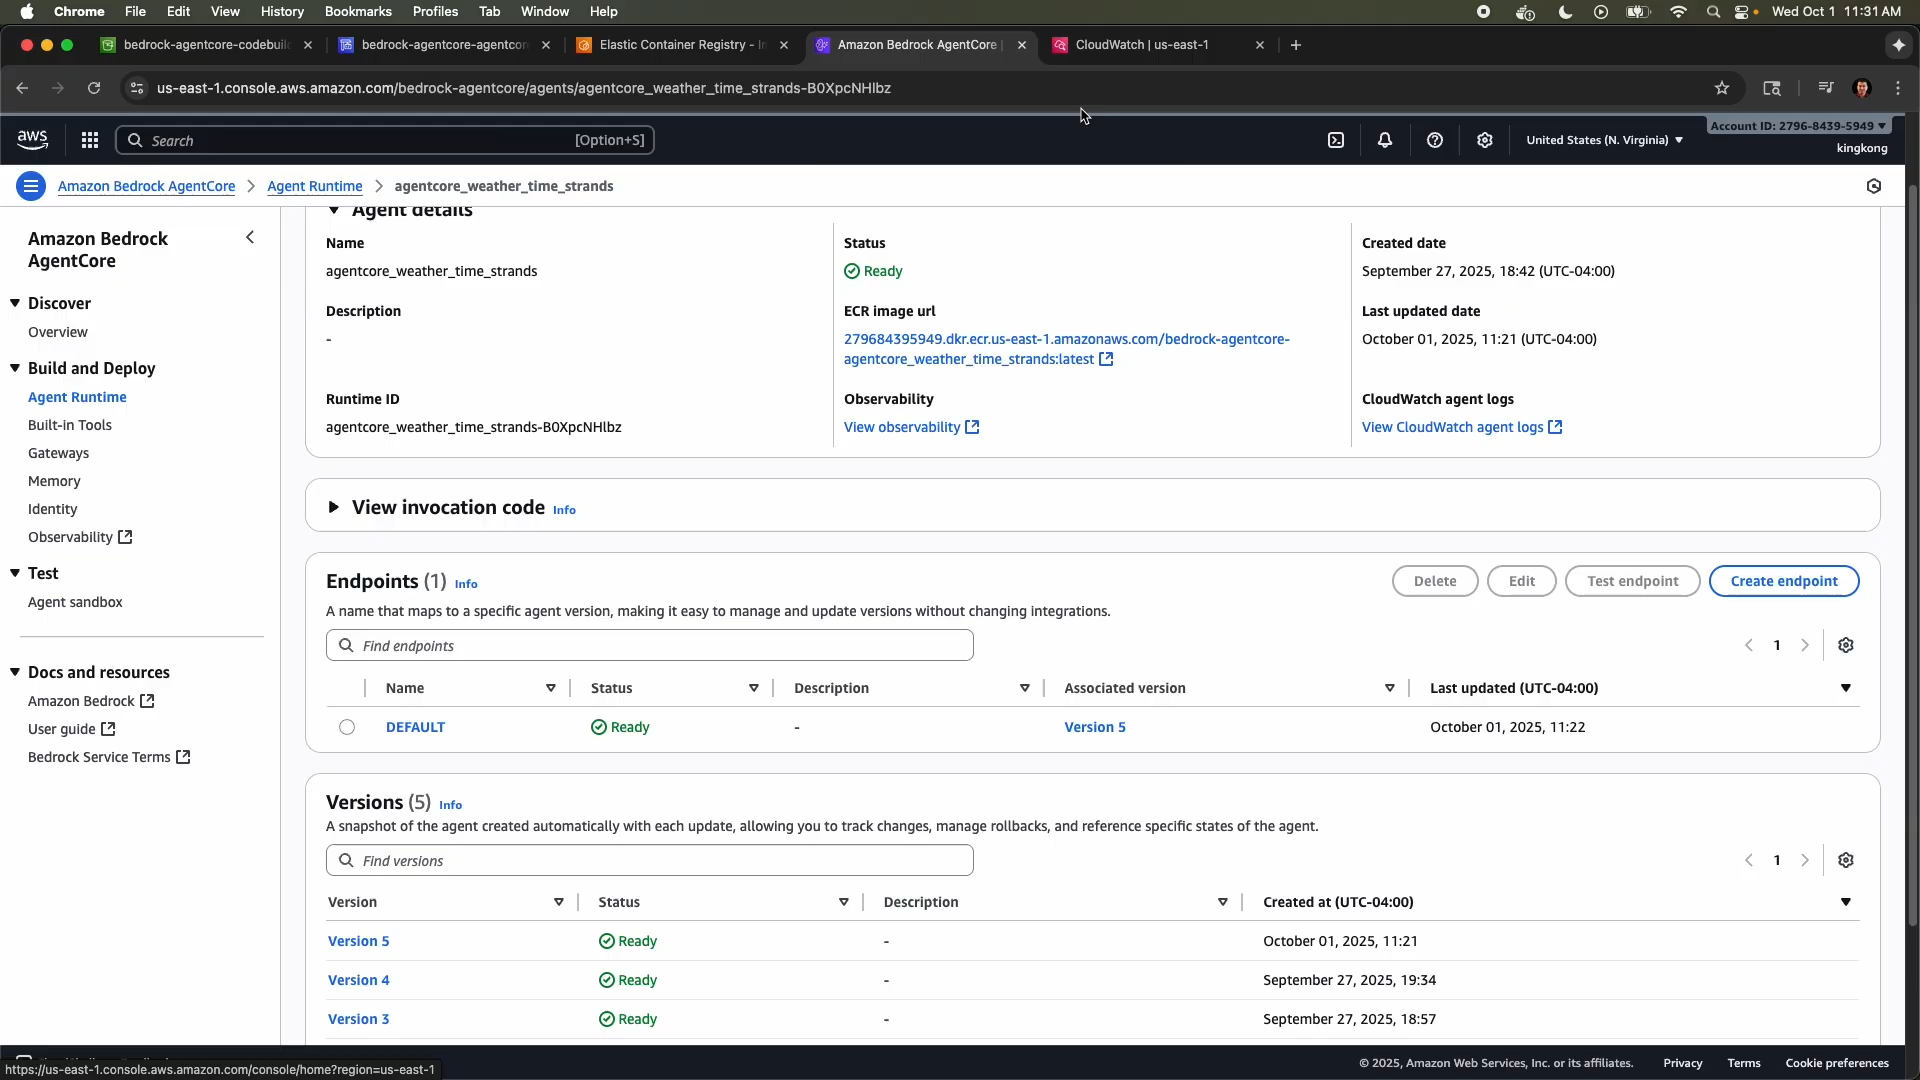 Chrome File Edit View History Bookmarks Profiles Tab Window Help Wed Oct 1 11:31 AM
bedrock-agentcore-codebuil bedrock-agentcore-agentcor Elastic Container Registry - Amazon Bedrock AgentCore CloudWatch | us-east-1
us-east-1.console.aws.amazon.com/bedrock-agentcore/agents/agentcore_weather_time_strands-B0XpcNHlbz
aws Search [Option+S] United States (N. Virginia) Account ID: 2796-8439-5949
kingkong
Amazon Bedrock AgentCore Agent Runtime agentcore_weather_time_strands
Amazon Bedrock
AgentCore
Discover
Overview
Build and Deploy
Agent Runtime
Built-in Tools
Gateways
Memory
Identity
Observability
Test
Agent sandbox
Docs and resources
Amazon Bedrock
User guide
Bedrock Service Terms
Agent details
Name
agentcore_weather_time_strands
Description
-
Runtime ID
agentcore_weather_time_strands-B0XpcNHlbz
Status
Ready
ECR image url
279684395949.dkr.ecr.us-east-1.amazonaws.com/bedrock-agentcore-
agentcore_weather_time_strands:latest
Observability
View observability
Created date
September 27, 2025, 18:42 (UTC-04:00)
Last updated date
October 01, 2025, 11:21 (UTC-04:00)
CloudWatch agent logs
View CloudWatch agent logs
View invocation code Info
Endpoints (1) Info Delete Edit Test endpoint Create endpoint
A name that maps to a specific agent version, making it easy to manage and update versions without changing integrations.
Find endpoints 1
Name Status Description Associated version Last updated (UTC-04:00)
DEFAULT Ready - Version 5 October 01, 2025, 11:22
Versions (5) Info
A snapshot of the agent created automatically with each update, allowing you to track changes, manage rollbacks, and reference specific states of the agent.
Find versions 1
Version Status Description Created at (UTC-04:00)
Version 5 Ready - October 01, 2025, 11:21
Version 4 Ready - September 27, 2025, 19:34
Version 3 Ready - September 27, 2025, 18:57
https://us-east-1.console.aws.amazon.com/console/home?region=us-east-1 © 2025, Amazon Web Services, Inc. or its affiliates. Privacy Terms Cookie preferences